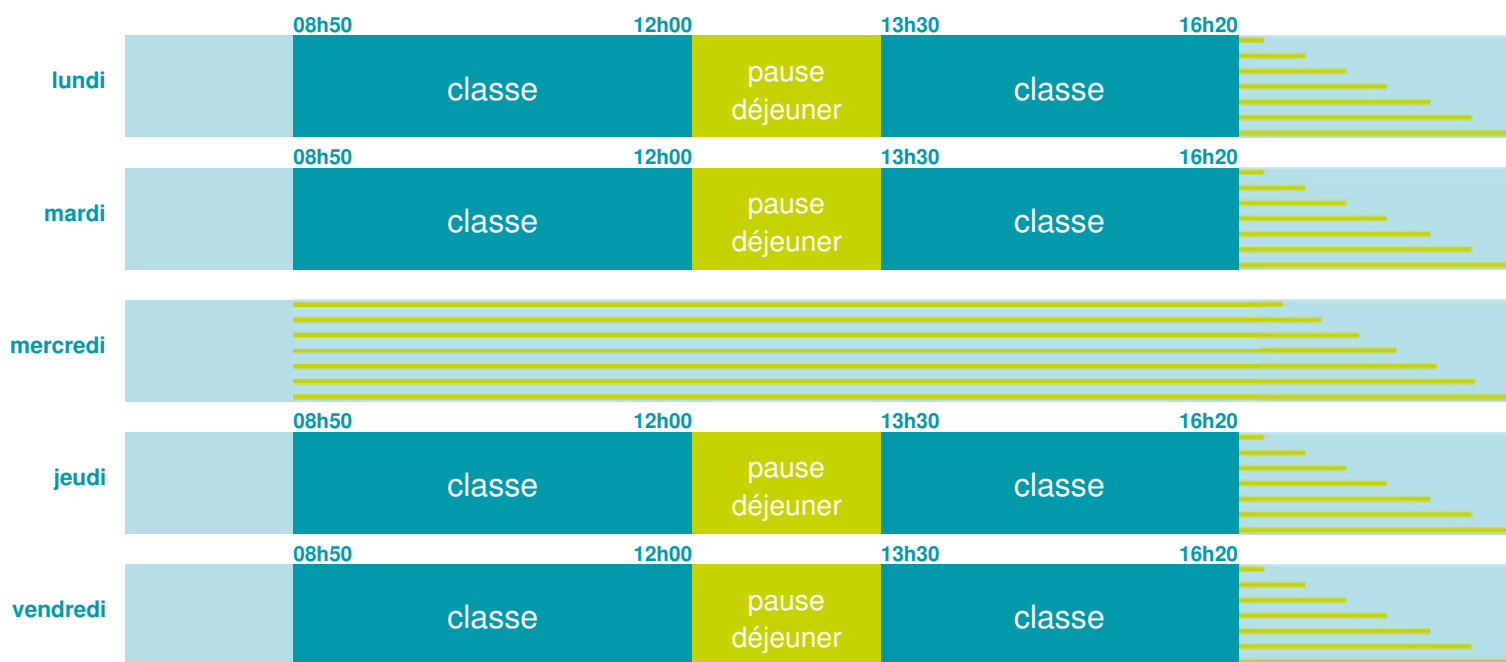 08h50 12h00 13h30 16h20
lundi classe pause déjeuner classe
08h50 12h00 13h30 16h20
mardi classe pause déjeuner classe
mercredi
08h50 12h00 13h30 16h20
jeudi classe pause déjeuner classe
08h50 12h00 13h30 16h20
vendredi classe pause déjeuner classe